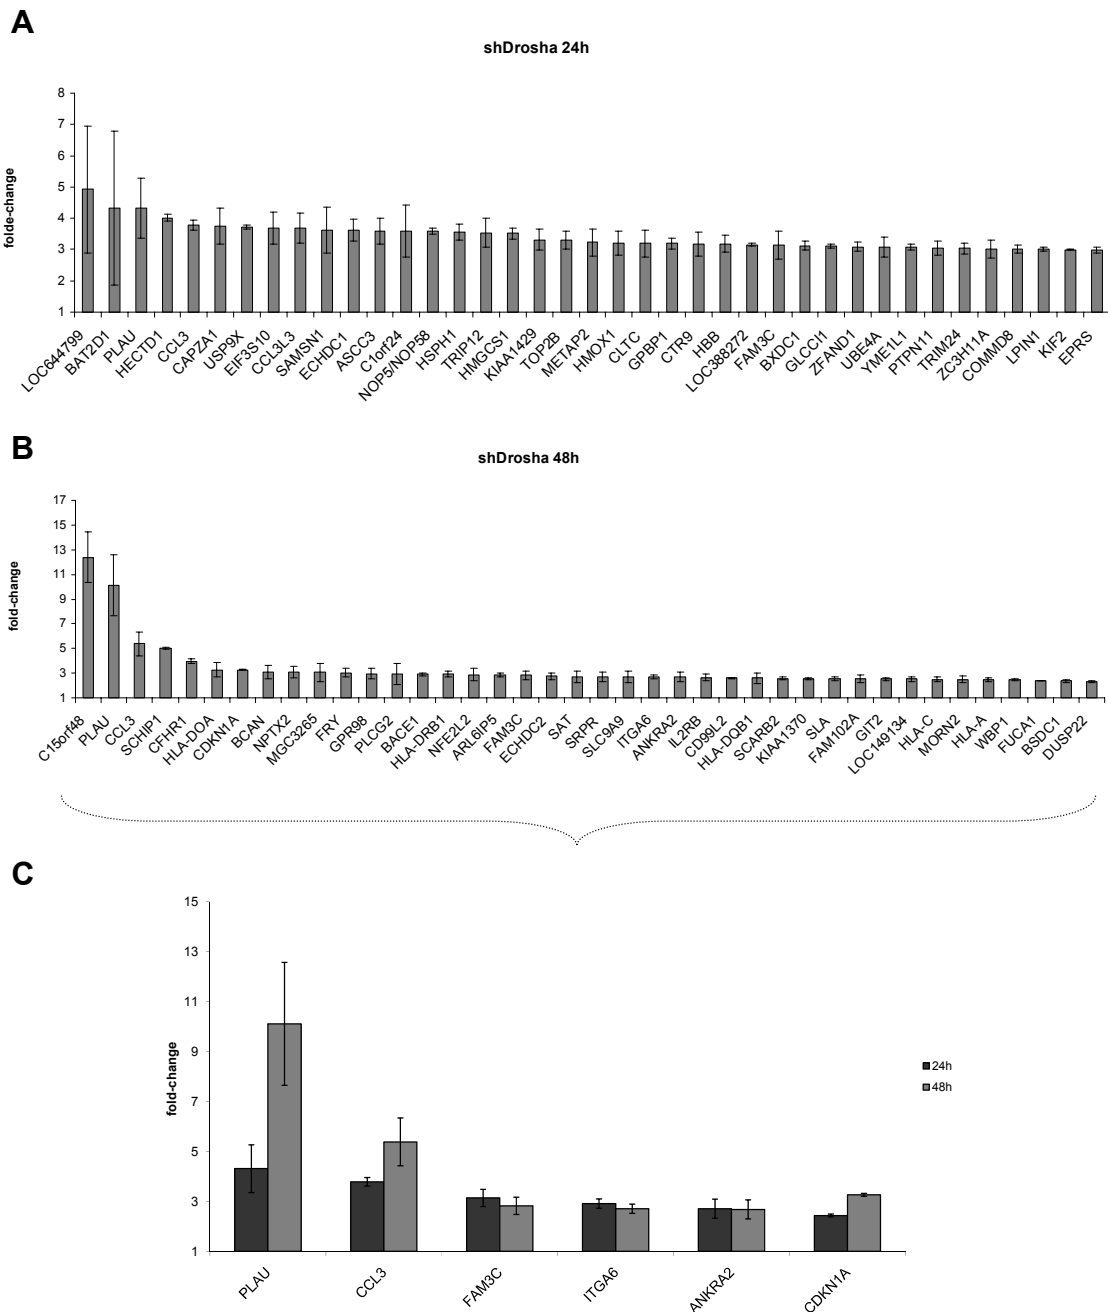 A
shDrosha 24h
folde-change
8
7
6
5
4
3
2
1
LOC644799
BAT2D1
PLAU
HECTD1
CCL3
CAPZA1
USP9X
EIF3S10
CCL3L3
SAMSN1
ECHDC1
ASCC3
C1orf24
NOP5/NOP58
HSPH1
TRIP12
HMGCS1
KIAA1429
TOP2B
METAP2
HMOX1
CLTC
GPBP1
CTR9
HBB
LOC388272
FAM3C
BXDC1
GLCCI1
ZFAND1
UBE4A
YME1L1
PTPN11
TRIM24
ZC3H11A
COMMD8
LPIN1
KIF2
EPRS
B
shDrosha 48h
fold-change
17
15
13
11
9
7
5
3
1
C15orf48
PLAU
CCL3
SCHIP1
CFHR1
HLA-DOA
CDKN1A
BCAN
NPTX2
MGC3265
FRY
GPR98
PLCG2
BACE1
HLA-DRB1
NFE2L2
ARL6IP5
FAM3C
ECHDC2
SAT
SRPR
SLC9A9
ITGA6
ANKRA2
IL2RB
CD99L2
HLA-DQB1
SCARB2
KIAA1370
SLA
FAM102A
GIT2
LOC149134
HLA-C
MORN2
HLA-A
WBP1
FUCA1
BSDC1
DUSP22
C
fold-change
15
13
11
9
7
5
3
1
PLAU
CCL3
FAM3C
ITGA6
ANKRA2
CDKN1A
24h
48h